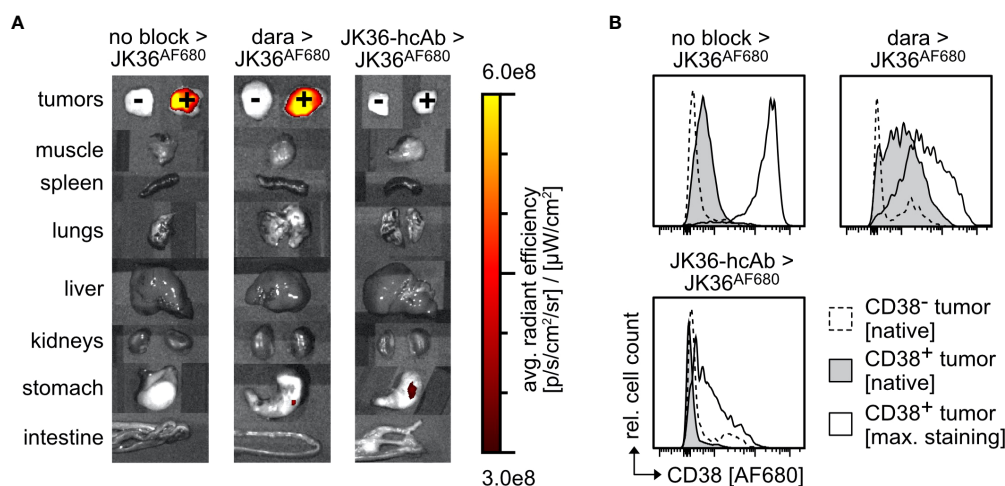 A
no block >
JK36AF680
dara >
JK36AF680
JK36-hcAb >
JK36AF680
tumors
- +
- +
- +
muscle
spleen
lungs
liver
kidneys
stomach
intestine
6.0e8
3.0e8
avg. radiant efficiency
[p/s/cm²/sr] / [µW/cm²]
B
no block >
JK36AF680
dara >
JK36AF680
JK36-hcAb >
JK36AF680
rel. cell count
CD38 [AF680]
CD38- tumor
[native]
CD38+ tumor
[native]
CD38+ tumor
[max. staining]